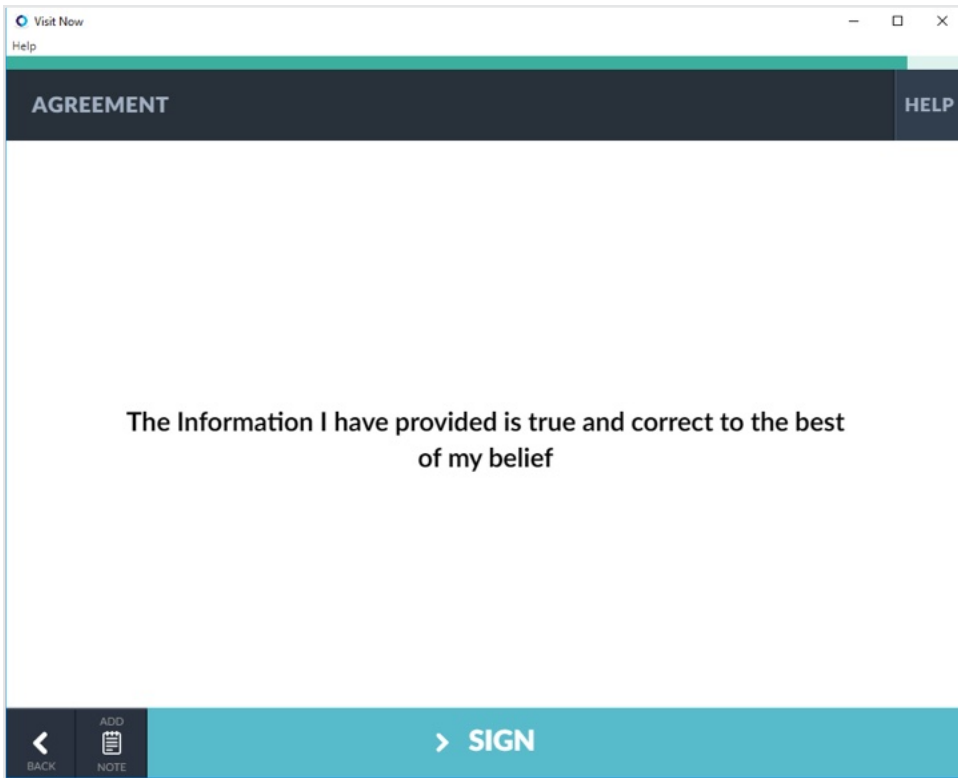 Visit Now
Help
AGREEMENT
HELP
The Information I have provided is true and correct to the best
of my belief
BACK
ADD
NOTE
SIGN